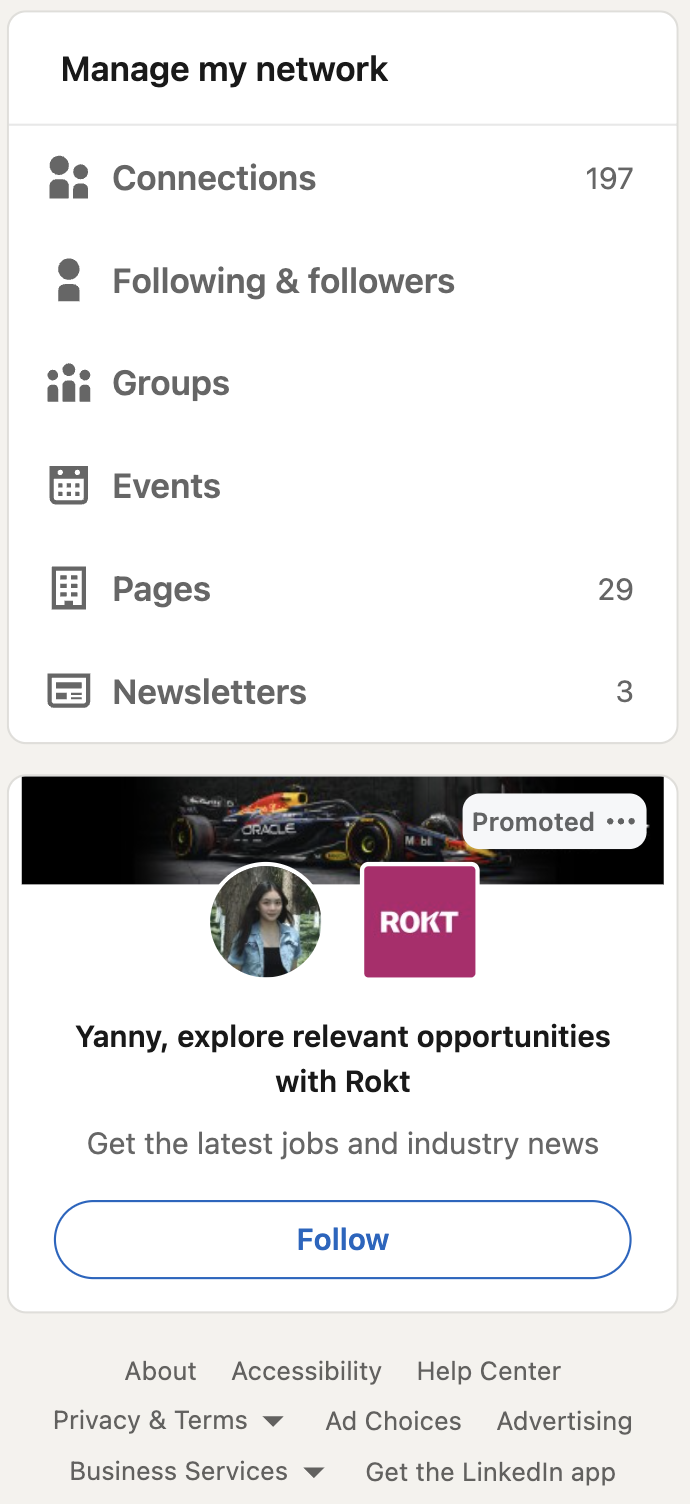 Manage my network
Connections 197
Following & followers
Groups
Events
Pages 29
Newsletters 3
ORACLE
Mobil
Promoted
ROKT
Yanny, explore relevant opportunities
with Rokt
Get the latest jobs and industry news
Follow
About Accessibility Help Center
Privacy & Terms Ad Choices Advertising
Business Services Get the LinkedIn app